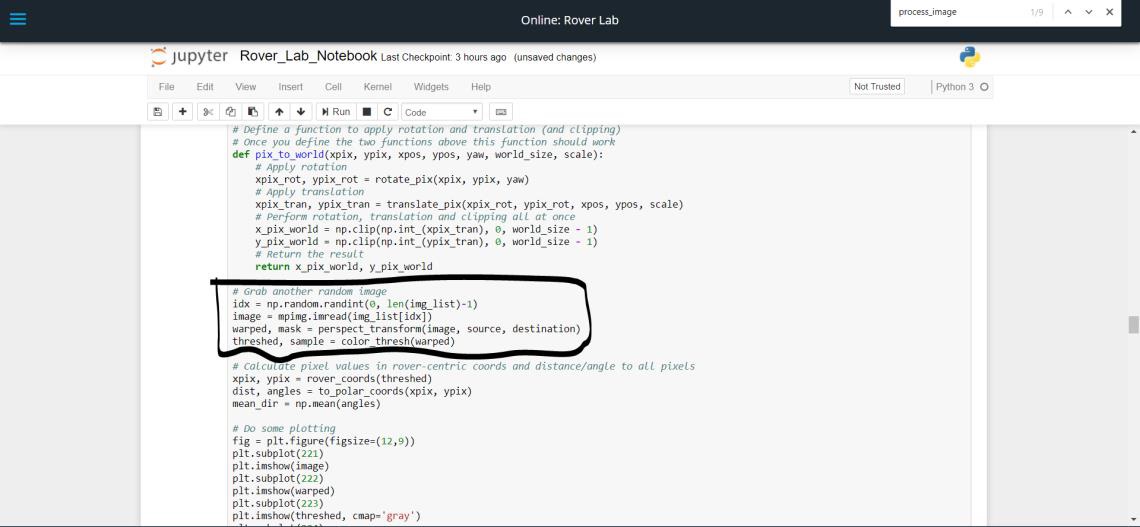 Online: Rover Lab
process_image 1/9
jupyter Rover_Lab_Notebook Last Checkpoint: 3 hours ago (unsaved changes)
File Edit View Insert Cell Kernel Widgets Help Not Trusted Python 3
Run Code
# Define a function to apply rotation and translation (and clipping)
# Once you define the two functions above this function should work
def pix_to_world(xpix, ypix, xpos, ypos, yaw, world_size, scale):
    # Apply rotation
    xpix_rot, ypix_rot = rotate_pix(xpix, ypix, yaw)
    # Apply translation
    xpix_tran, ypix_tran = translate_pix(xpix_rot, ypix_rot, xpos, ypos, scale)
    # Perform rotation, translation and clipping all at once
    x_pix_world = np.clip(np.int_(xpix_tran), 0, world_size - 1)
    y_pix_world = np.clip(np.int_(ypix_tran), 0, world_size - 1)
    # Return the result
    return x_pix_world, y_pix_world
# Grab another random image
idx = np.random.randint(0, len(img_list)-1)
image = mpimg.imread(img_list[idx])
warped, mask = perspect_transform(image, source, destination)
threshed, sample = color_thresh(warped)
# Calculate pixel values in rover-centric coords and distance/angle to all pixels
xpix, ypix = rover_coords(threshed)
dist, angles = to_polar_coords(xpix, ypix)
mean_dir = np.mean(angles)
# Do some plotting
fig = plt.figure(figsize=(12,9))
plt.subplot(221)
plt.imshow(image)
plt.subplot(222)
plt.imshow(warped)
plt.subplot(223)
plt.imshow(threshed, cmap='gray')